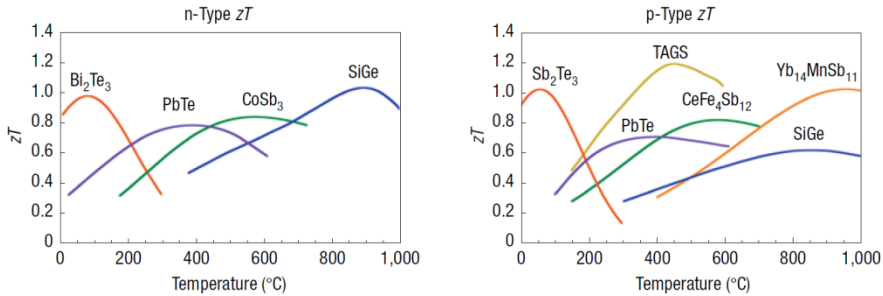 n-Type zT
1.4
1.2
1.0
0.8
0.6
0.4
0.2
0
zT
Bi₂Te₃
PbTe
CoSb₃
SiGe
0 200 400 600 800 1,000
Temperature (°C)
p-Type zT
1.4
1.2
1.0
0.8
0.6
0.4
0.2
0
zT
Sb₂Te₃
TAGS
PbTe
CeFe₄Sb₁₂
Yb₁₄MnSb₁₁
SiGe
0 200 400 600 800 1,000
Temperature (°C)